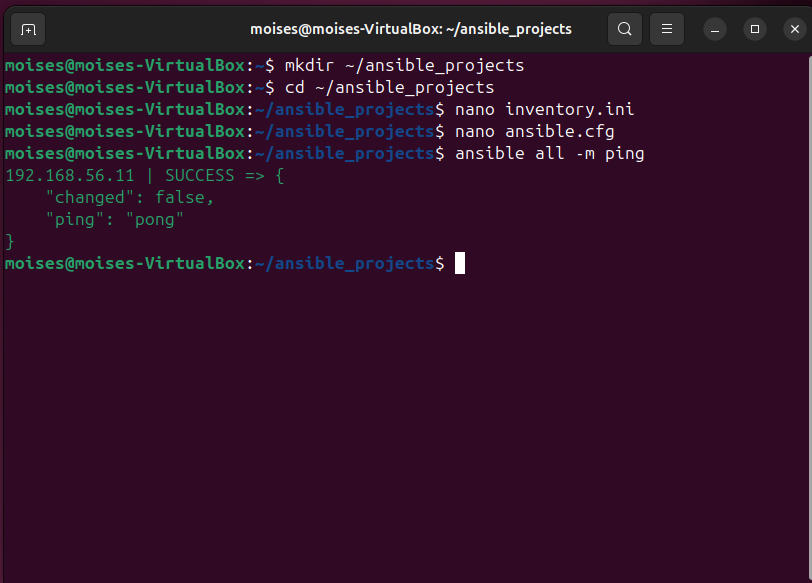 moises@moises-VirtualBox: ~/ansible_projects
moises@moises-VirtualBox:~$ mkdir ~/ansible_projects
moises@moises-VirtualBox:~$ cd ~/ansible_projects
moises@moises-VirtualBox:~/ansible_projects$ nano inventory.ini
moises@moises-VirtualBox:~/ansible_projects$ nano ansible.cfg
moises@moises-VirtualBox:~/ansible_projects$ ansible all -m ping
192.168.56.11 | SUCCESS => {
    "changed": false,
    "ping": "pong"
}
moises@moises-VirtualBox:~/ansible_projects$